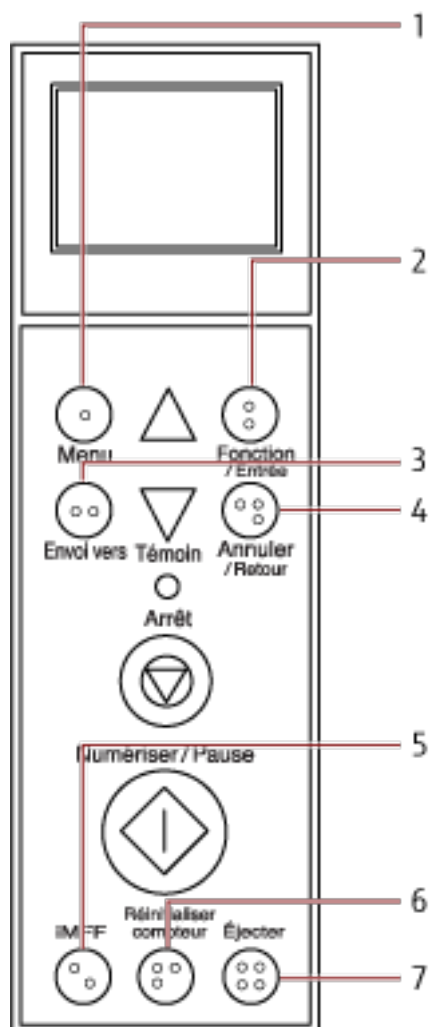 1
2
Menu
Fonction
/ Entrée
3
4
Envoi vers
Témoin
Annuler
/ Retour
Arrêt
5
Numériser / Pause
6
iMFF
Réinitialiser
compteur
Éjecter
7